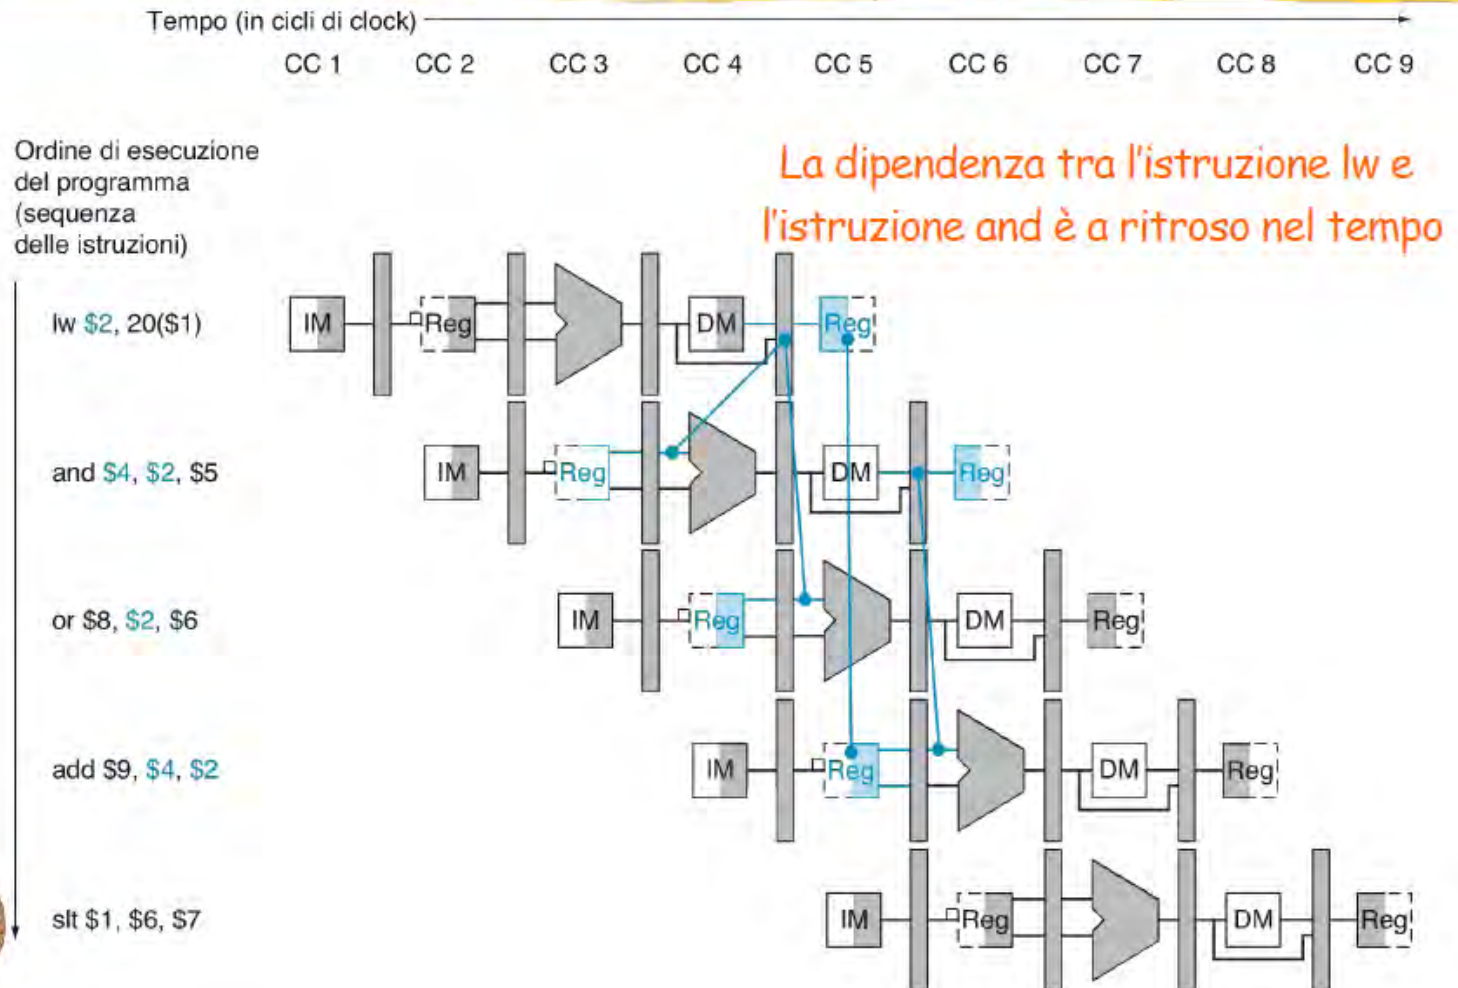 Tempo (in cicli di clock)
CC 1 CC 2 CC 3 CC 4 CC 5 CC 6 CC 7 CC 8 CC 9
Ordine di esecuzione
del programma
(sequenza
delle istruzioni)
La dipendenza tra l'istruzione lw e
l'istruzione and è a ritroso nel tempo
lw $2, 20($1) IM Reg DM Reg
and $4, $2, $5 IM Reg DM Reg
or $8, $2, $6 IM Reg DM Reg
add $9, $4, $2 IM Reg DM Reg
slt $1, $6, $7 IM Reg DM Reg